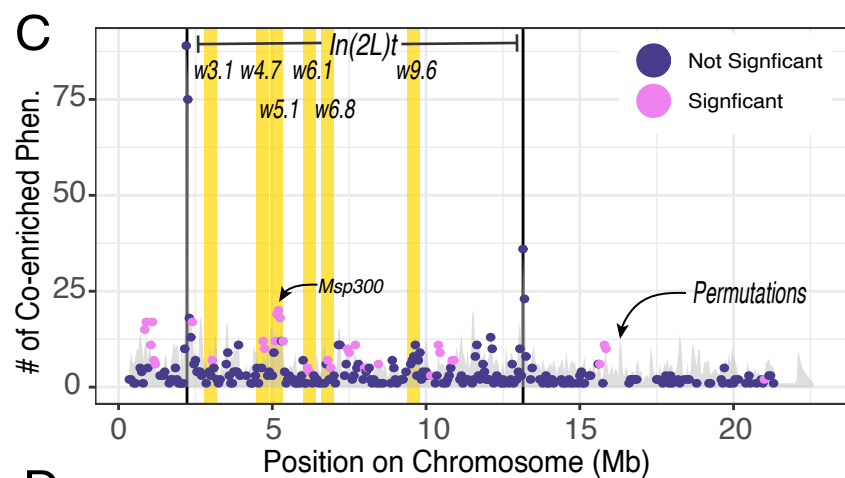 C
In(2L)t
w3.1 w4.7 w6.1 w9.6
w5.1 w6.8
Not Signficant
Signficant
Msp300
Permutations
# of Co-enriched Phen.
75
50
25
0
0 5 10 15 20
Position on Chromosome (Mb)